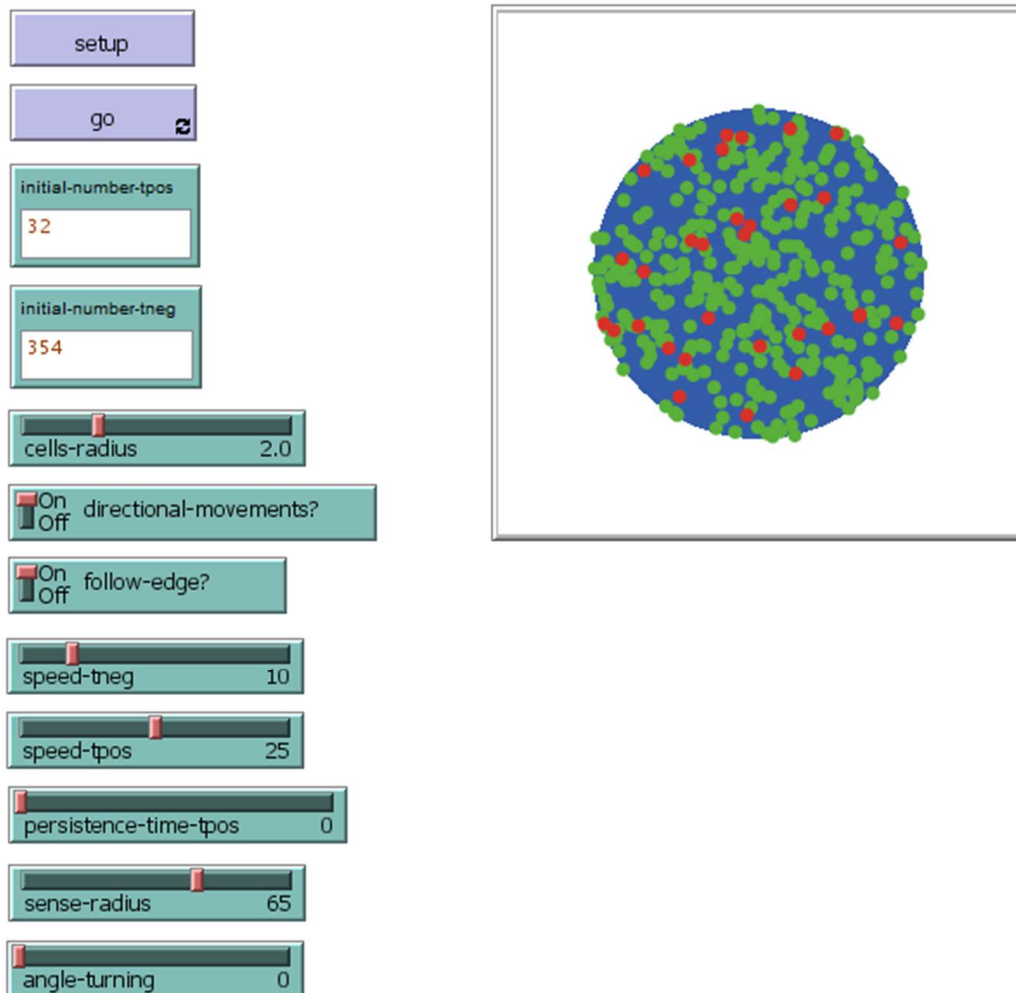 setup
go
initial-number-tpos
32
initial-number-tneg
354
cells-radius 2.0
On
Off
directional-movements?
On
Off
follow-edge?
speed-tneg 10
speed-tpos 25
persistence-time-tpos 0
sense-radius 65
angle-turning 0